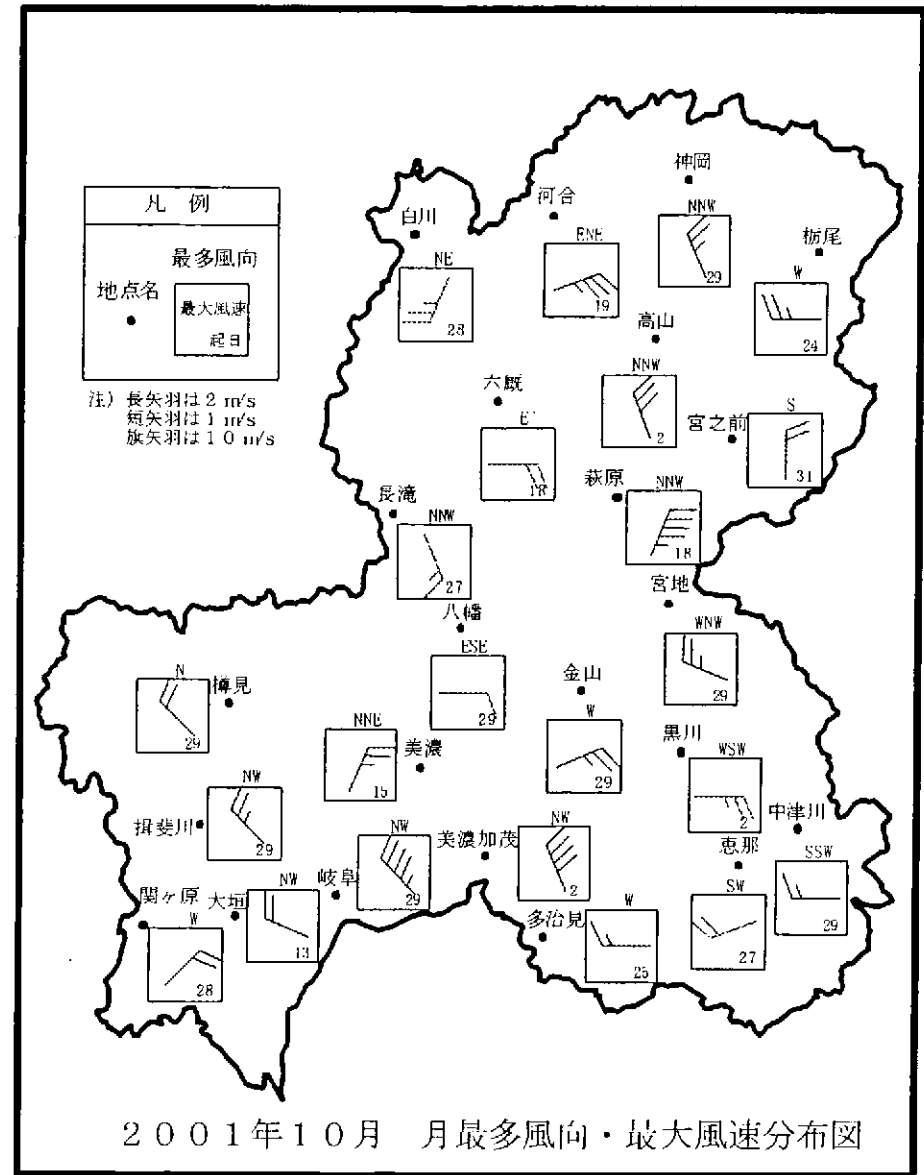 凡例
最多風向
地点名
最大風速
起日
注）長矢羽は２m/s
短矢羽は１m/s
旗矢羽は１０m/s
神岡
NNW
29
河合
ENE
19
白川
NE
栃尾
W
24
高山
NNW
2
六厩
18
宮之前
S
31
萩原
NNW
18
長滝
NNW
27
宮地
WNW
29
八幡
ESE
29
金山
W
29
樽見
N
29
美濃
NNE
15
黒川
WSW
2
揖斐川
NW
29
中津川
SSW
29
美濃加茂
NW
2
恵那
SW
27
岐阜
NW
29
大垣
NW
13
関ヶ原
W
28
多治見
W
２００１年１０月　月最多風向・最大風速分布図